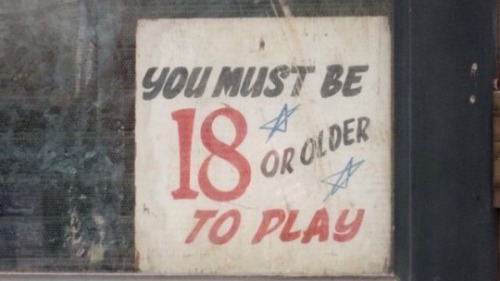 YOU MUST BE
18 OR OLDER
TO PLAY